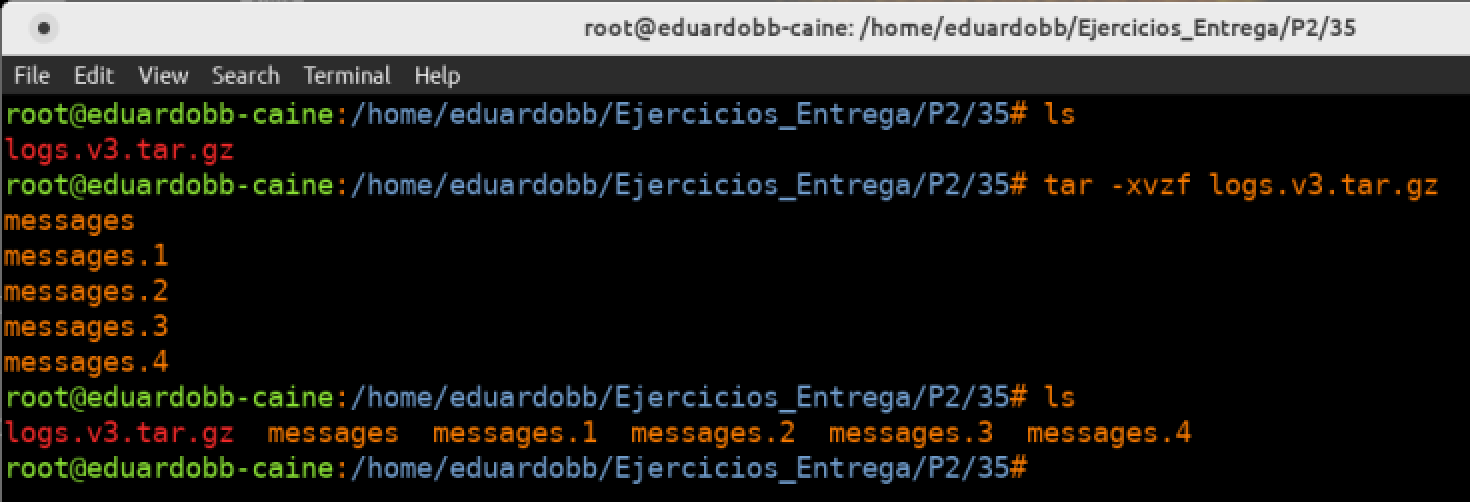 root@eduardobb-caine: /home/eduardobb/Ejercicios_Entrega/P2/35
File Edit View Search Terminal Help
root@eduardobb-caine:/home/eduardobb/Ejercicios_Entrega/P2/35# ls
logs.v3.tar.gz
root@eduardobb-caine:/home/eduardobb/Ejercicios_Entrega/P2/35# tar -xvzf logs.v3.tar.gz
messages
messages.1
messages.2
messages.3
messages.4
root@eduardobb-caine:/home/eduardobb/Ejercicios_Entrega/P2/35# ls
logs.v3.tar.gz messages messages.1 messages.2 messages.3 messages.4
root@eduardobb-caine:/home/eduardobb/Ejercicios_Entrega/P2/35#